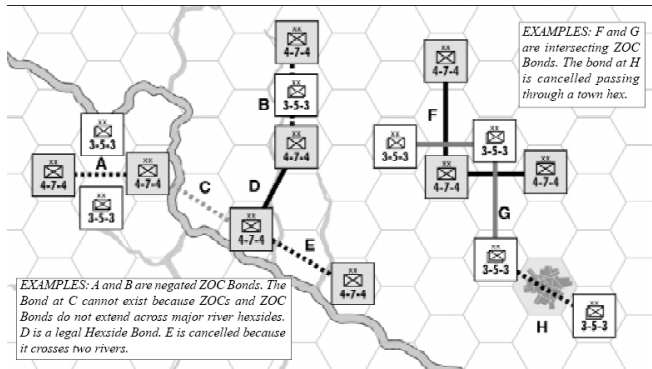 EXAMPLES: F and G
are intersecting ZOC
Bonds. The bond at H
is cancelled passing
through a town hex.
xx
4-7-4
B
xx
3-5-3
xx
4-7-4
xx
4-7-4
F
xx
3-5-3
xx
3-5-3
xx
3-5-3
A
xx
4-7-4
xx
4-7-4
xx
4-7-4
xx
4-7-4
C
D
xx
3-5-3
G
xx
4-7-4
E
xx
3-5-3
xx
4-7-4
H
xx
3-5-3
EXAMPLES: A and B are negated ZOC Bonds. The
Bond at C cannot exist because ZOCs and ZOC
Bonds do not extend across major river hexsides.
D is a legal Hexside Bond. E is cancelled because
it crosses two rivers.